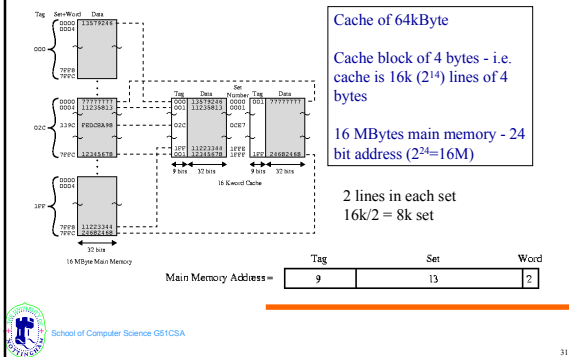 Tag Set+Word Data
000
0000 13579246
0004
7FF8
7FFC
02C
0000 77777777
0004 11235813
339C FEDCBA98
7FFC 12345678
1FF
0000
0004
7FF8 11223344
7FFC 24682468
32 bits
16 MByte Main Memory
Tag Data Set Number Tag Data
000 13579246 0000 001 77777777
001 11235813 0001
02C 0CE7
1FF 11223344 1FFE
001 12345678 1FFF 1FF 24682468
9 bits 32 bits 9 bits 32 bits
16 Kword Cache
Cache of 64kByte
Cache block of 4 bytes - i.e.
cache is 16k (214) lines of 4
bytes
16 MBytes main memory - 24
bit address (224=16M)
2 lines in each set
16k/2 = 8k set
Tag Set Word
Main Memory Address = 9 13 2
School of Computer Science G51CSA
31